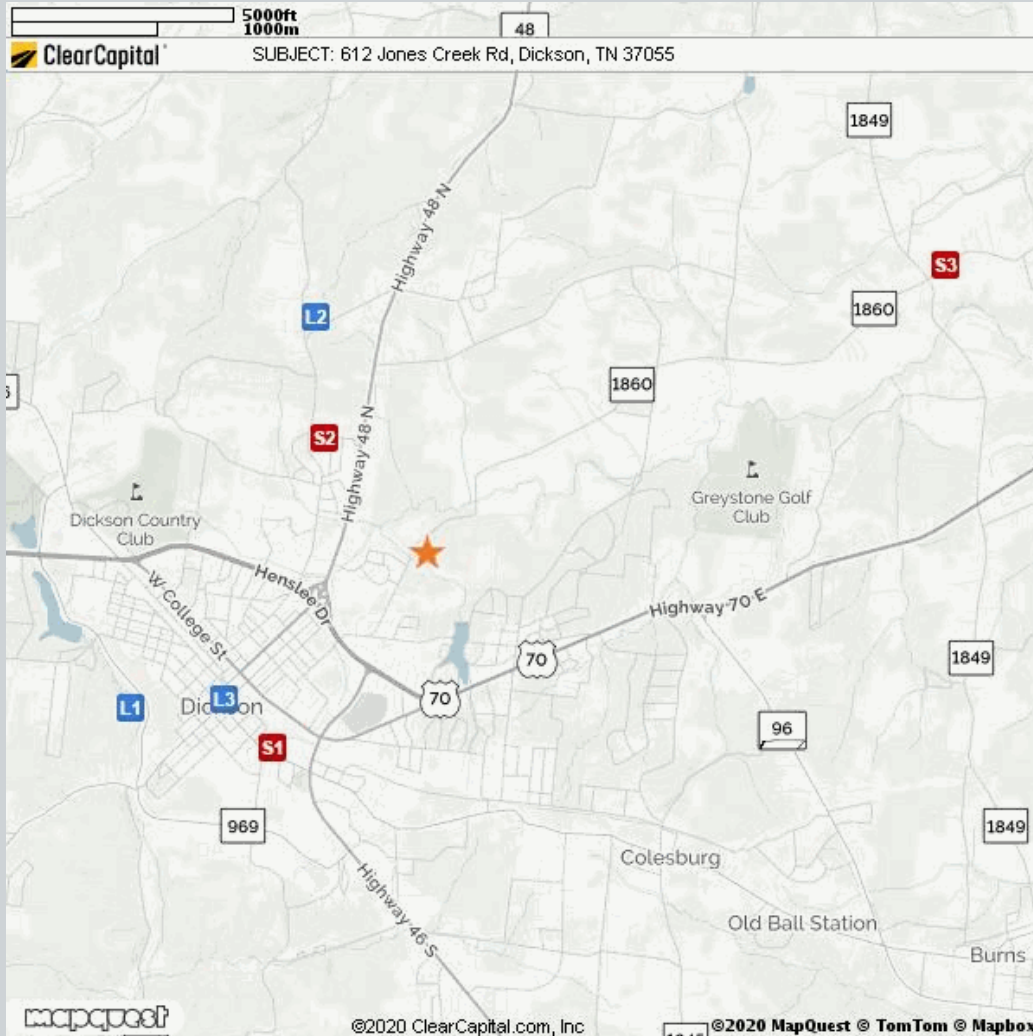 5000ft
1000m
48
ClearCapital
SUBJECT: 612 Jones Creek Rd, Dickson, TN 37055
1849
Highway 48 N
S3
L2
1860
1860
S2
Highway 48 N
Greystone Golf
Club
Dickson Country
Club
Henslee Dr
W College St
Highway 70 E
70
1849
70
L1
L3
96
S1
969
1849
Colesburg
Highway 46 S
Old Ball Station
Burns
mapquest
©2020 ClearCapital.com, Inc
©2020 MapQuest © TomTom © Mapbox